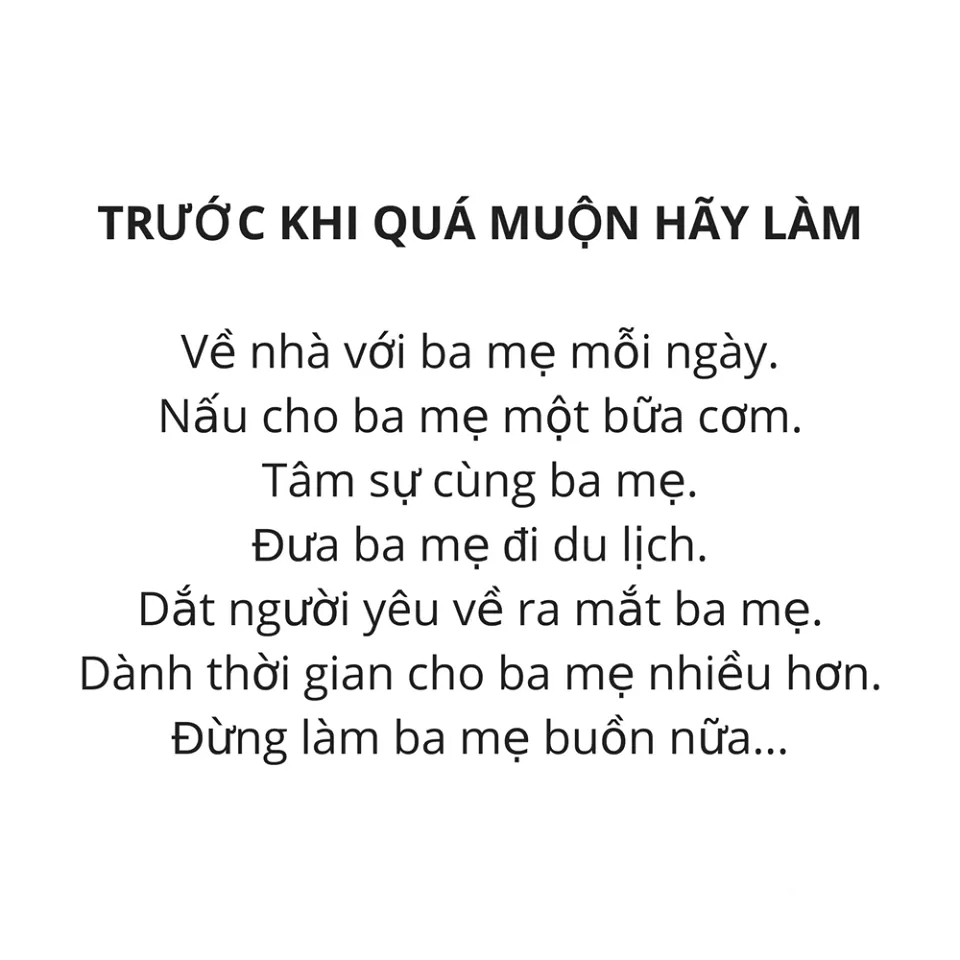 TRƯỚC KHI QUÁ MUỘN HÃY LÀM
Về nhà với ba mẹ mỗi ngày.
Nấu cho ba mẹ một bữa cơm.
Tâm sự cùng ba mẹ.
Đưa ba mẹ đi du lịch.
Dắt người yêu về ra mắt ba mẹ.
Dành thời gian cho ba mẹ nhiều hơn.
Đừng làm ba mẹ buồn nữa...